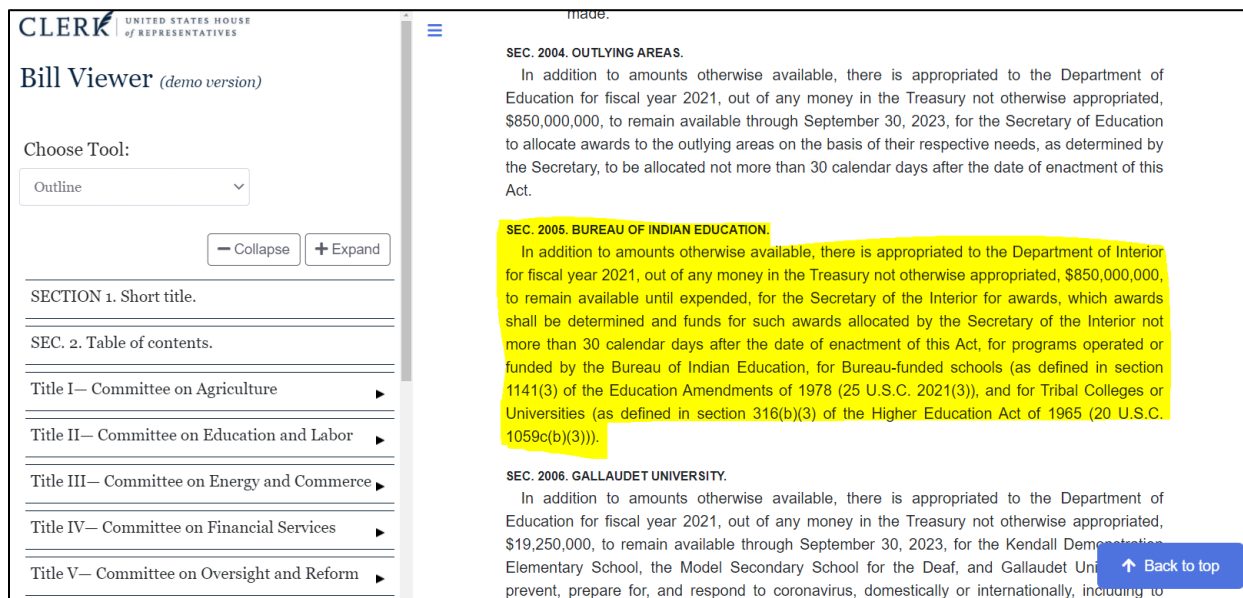 CLERK UNITED STATES HOUSE
of REPRESENTATIVES
Bill Viewer (demo version)
Choose Tool:
Outline
Collapse Expand
SECTION 1. Short title.
SEC. 2. Table of contents.
Title I— Committee on Agriculture
Title II— Committee on Education and Labor
Title III— Committee on Energy and Commerce
Title IV— Committee on Financial Services
Title V— Committee on Oversight and Reform
made.
SEC. 2004. OUTLYING AREAS.
In addition to amounts otherwise available, there is appropriated to the Department of
Education for fiscal year 2021, out of any money in the Treasury not otherwise appropriated,
$850,000,000, to remain available through September 30, 2023, for the Secretary of Education
to allocate awards to the outlying areas on the basis of their respective needs, as determined by
the Secretary, to be allocated not more than 30 calendar days after the date of enactment of this
Act.
SEC. 2005. BUREAU OF INDIAN EDUCATION.
In addition to amounts otherwise available, there is appropriated to the Department of Interior
for fiscal year 2021, out of any money in the Treasury not otherwise appropriated, $850,000,000,
to remain available until expended, for the Secretary of the Interior for awards, which awards
shall be determined and funds for such awards allocated by the Secretary of the Interior not
more than 30 calendar days after the date of enactment of this Act, for programs operated or
funded by the Bureau of Indian Education, for Bureau-funded schools (as defined in section
1141(3) of the Education Amendments of 1978 (25 U.S.C. 2021(3)), and for Tribal Colleges or
Universities (as defined in section 316(b)(3) of the Higher Education Act of 1965 (20 U.S.C.
1059c(b)(3))).
SEC. 2006. GALLAUDET UNIVERSITY.
In addition to amounts otherwise available, there is appropriated to the Department of
Education for fiscal year 2021, out of any money in the Treasury not otherwise appropriated,
$19,250,000, to remain available through September 30, 2023, for the Kendall Demonstration
Elementary School, the Model Secondary School for the Deaf, and Gallaudet
prevent, prepare for, and respond to coronavirus, domestically or internationally, including to
Back to top